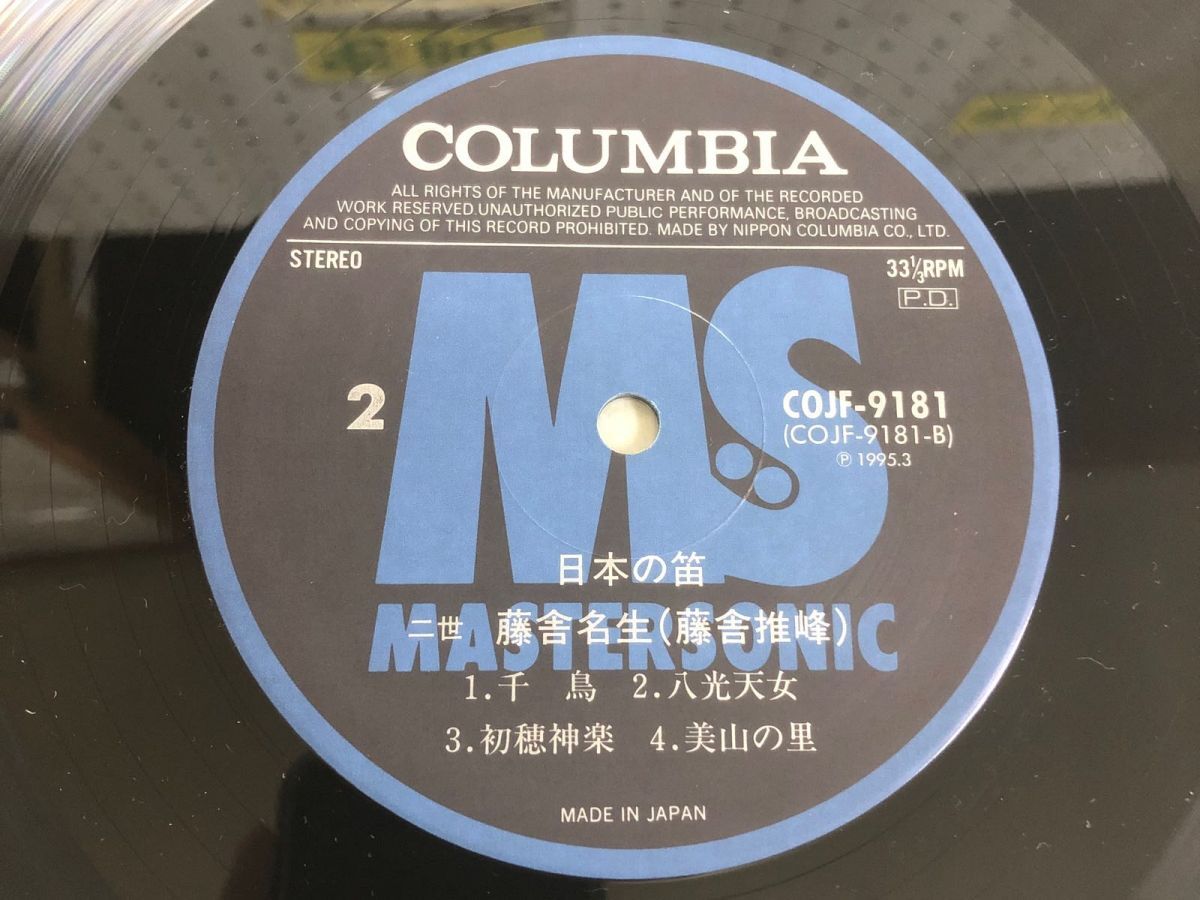 COLUMBIA
ALL RIGHTS OF THE MANUFACTURER AND OF THE RECORDED
WORK RESERVED.UNAUTHORIZED PUBLIC PERFORMANCE, BROADCASTING
AND COPYING OF THIS RECORD PROHIBITED. MADE BY NIPPON COLUMBIA CO., LTD.
STEREO
33⅓RPM
P.D.
MS
2
COJF-9181
(COJF-9181-B)
Ⓟ 1995.3
日本の笛
MASTERSONIC
二世 藤舎名生(藤舎推峰)
1.千 鳥 2.八光天女
3.初穂神楽 4.美山の里
MADE IN JAPAN